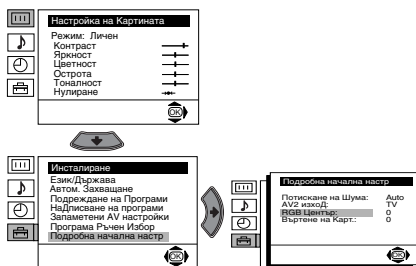 Настройка на Картината
Режим: Личен
Контраст
Яркност
Цветност
Острота
Тоналност
Нулиране
OK
Инсталиране
Език/Държава
Автом. Захващане
Подреждане на Програми
НаДписване на програми
Запаметени AV настройки
Програма Ръчен Избор
Подробна начална настр
OK
Подробна начална настр
Потискане на Шума: Auto
AV2 изхоД: TV
RGB Център: 0
Въртене на Карт.: 0
OK